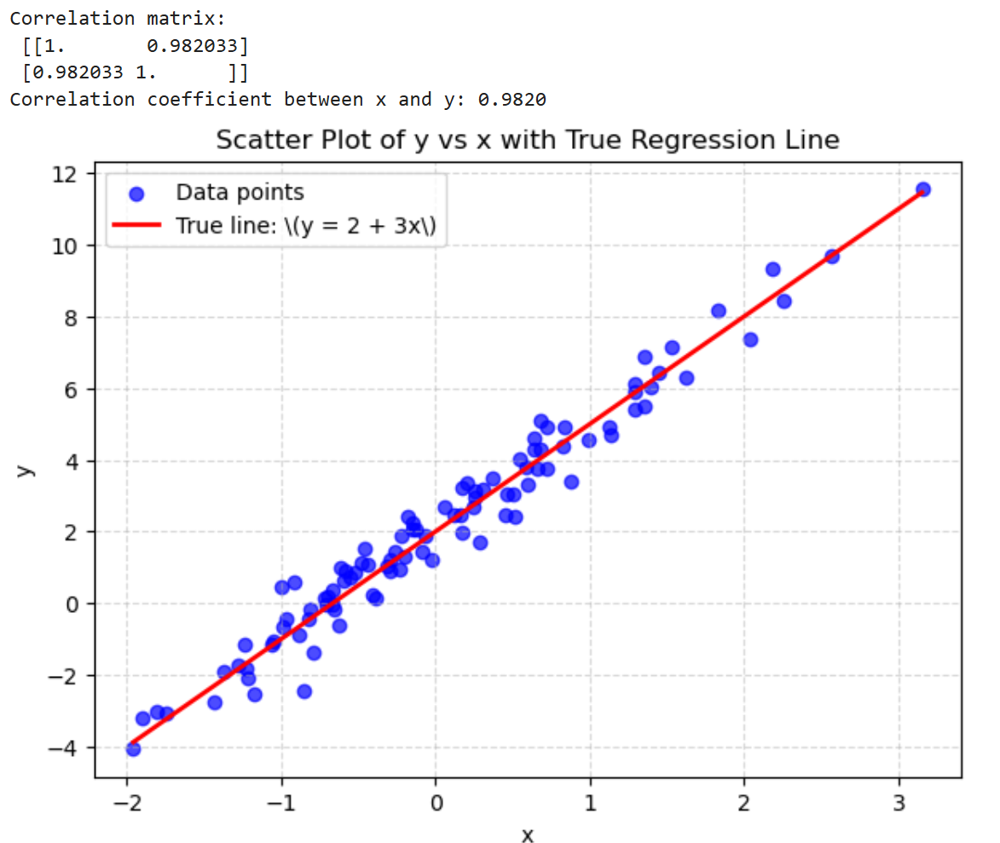 Correlation matrix:
[[1.       0.982033]
[0.982033 1.      ]]
Correlation coefficient between x and y: 0.9820
Scatter Plot of y vs x with True Regression Line
Data points
True line: \(y = 2 + 3x\)
12
10
8
6
4
2
0
−2
−4
y
−2
−1
0
1
2
3
x